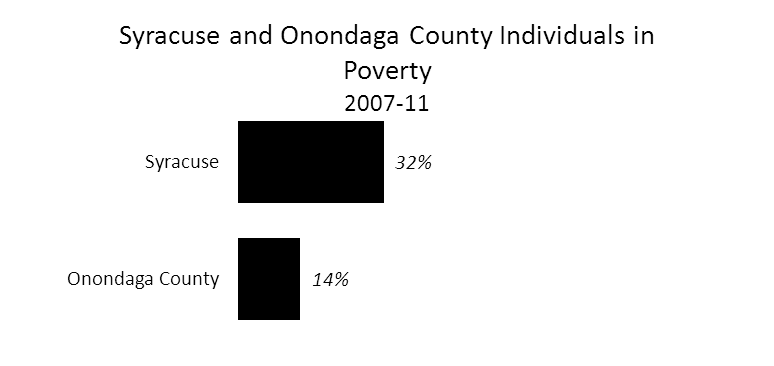 Syracuse and Onondaga County Individuals in
Poverty
2007-11
Syracuse
32%
Onondaga County
14%